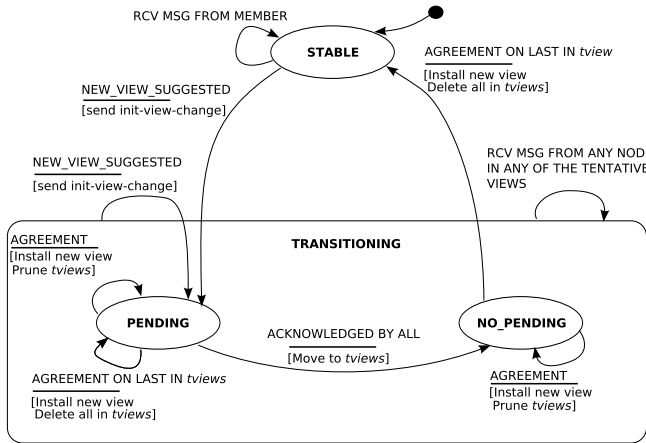 RCV MSG FROM MEMBER
STABLE
AGREEMENT ON LAST IN tview
[Install new view
Delete all in tviews]
NEW_VIEW_SUGGESTED
[send init-view-change]
NEW_VIEW_SUGGESTED
[send init-view-change]
RCV MSG FROM ANY NOD
IN ANY OF THE TENTATIVE
VIEWS
TRANSITIONING
AGREEMENT
[Install new view
Prune tviews]
PENDING
ACKNOWLEDGED BY ALL
[Move to tviews]
NO_PENDING
AGREEMENT ON LAST IN tviews
[Install new view
Delete all in tviews]
AGREEMENT
[Install new view
Prune tviews]